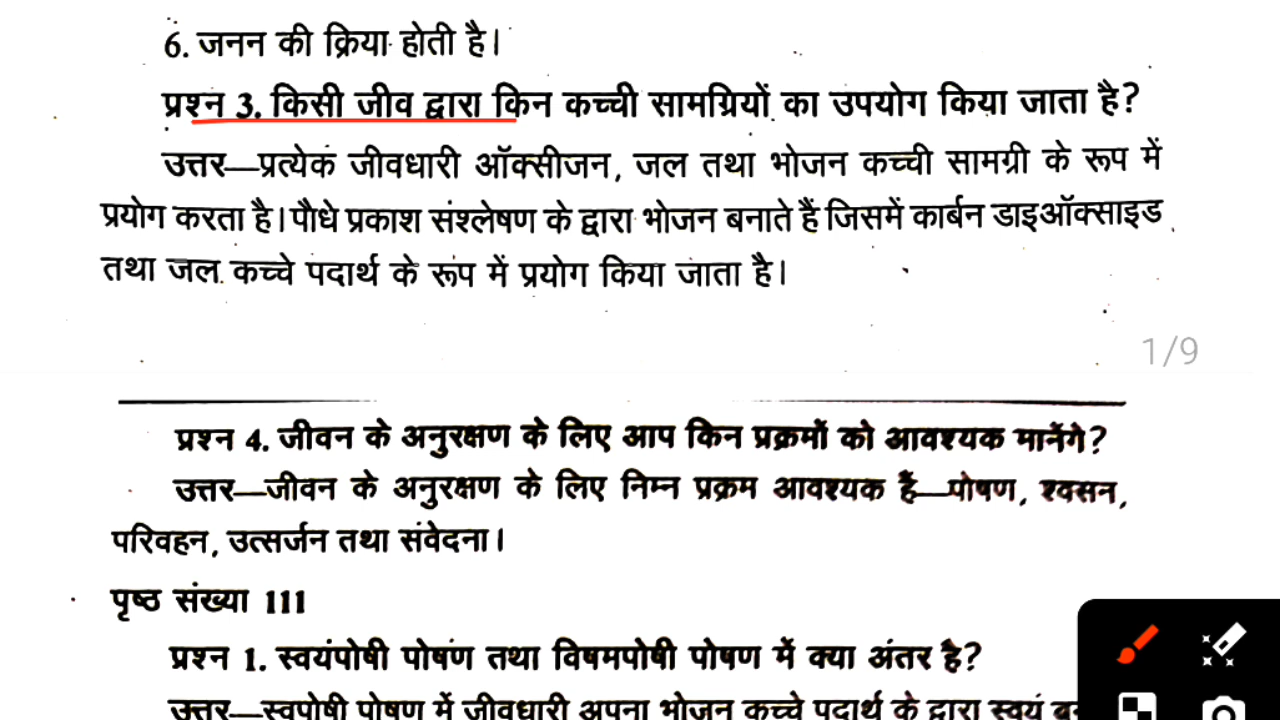 6. जनन की क्रिया होती है।
प्रश्न 3. किसी जीव द्वारा किन कच्ची सामग्रियों का उपयोग किया जाता है?
उत्तर—प्रत्येक जीवधारी ऑक्सीजन, जल तथा भोजन कच्ची सामग्री के रूप में
प्रयोग करता है। पौधे प्रकाश संश्लेषण के द्वारा भोजन बनाते हैं जिसमें कार्बन डाइऑक्साइड
तथा जल कच्चे पदार्थ के रूप में प्रयोग किया जाता है।
1/9
प्रश्न 4. जीवन के अनुरक्षण के लिए आप किन प्रक्रमों को आवश्यक मानेंगे?
उत्तर—जीवन के अनुरक्षण के लिए निम्न प्रक्रम आवश्यक हैं—पोषण, श्वसन,
परिवहन, उत्सर्जन तथा संवेदना।
पृष्ठ संख्या 111
प्रश्न 1. स्वयंपोषी पोषण तथा विषमपोषी पोषण में क्या अंतर है?
उत्तर—स्वपोषी पोषण में जीवधारी अपना भोजन कच्चे पदार्थ के द्वारा स्वयं